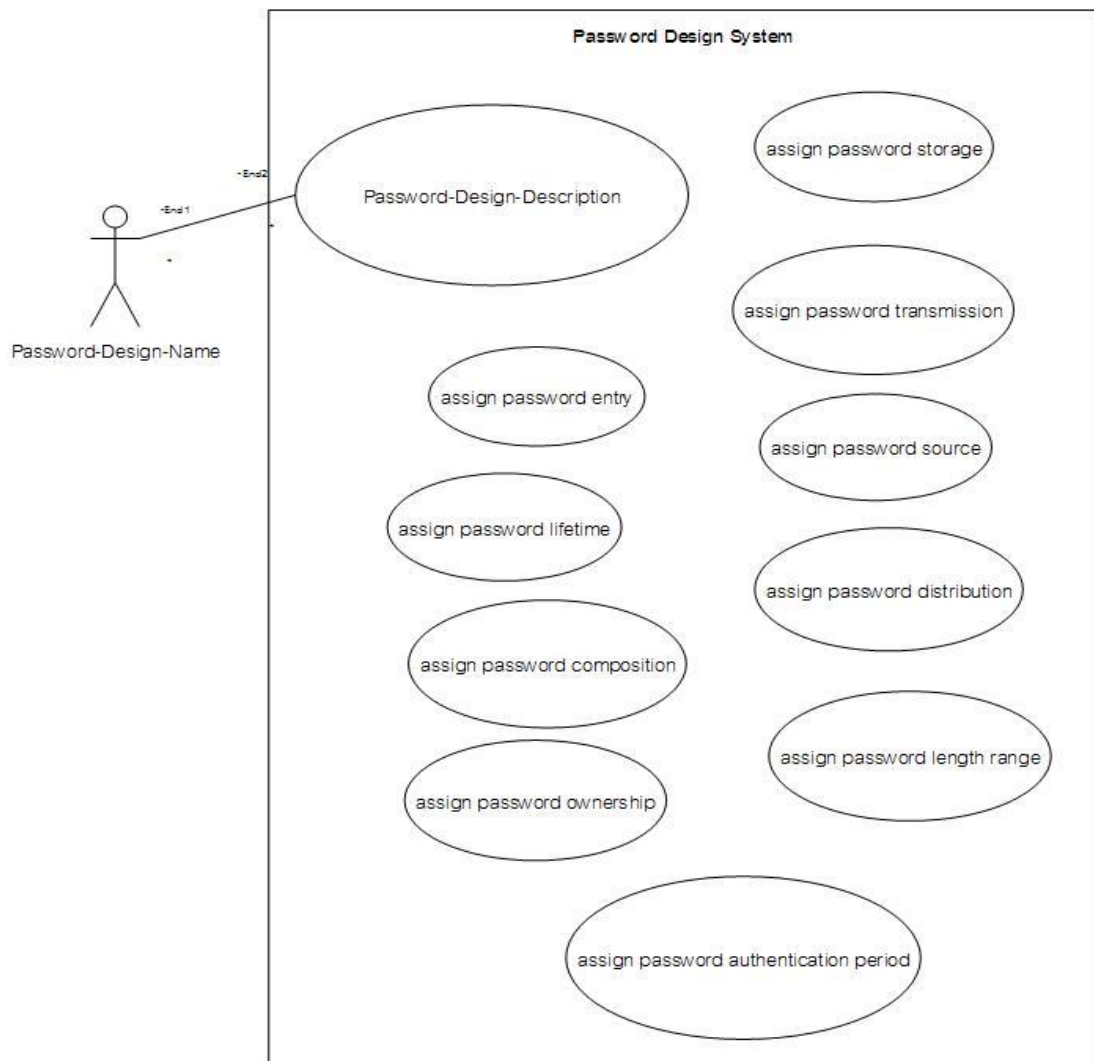 Password Design System
assign password storage
-End2
Password-Design-Description
-End1
*
*
assign password transmission
Password-Design-Name
assign password entry
assign password source
assign password lifetime
assign password distribution
assign password composition
assign password length range
assign password ownership
assign password authentication period